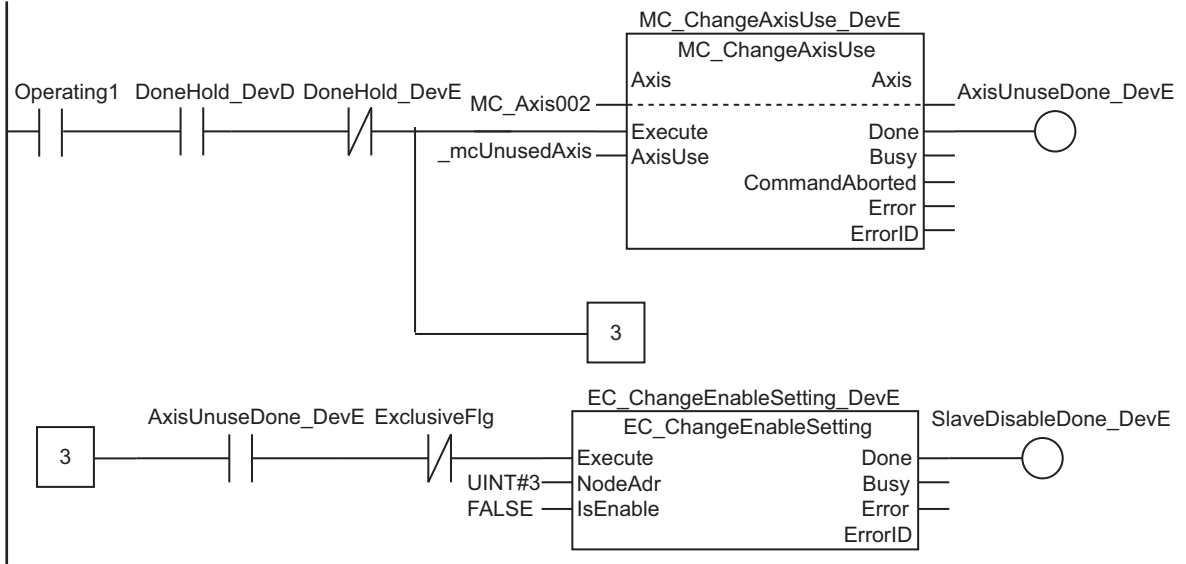 MC_ChangeAxisUse_DevE
MC_ChangeAxisUse
Operating1 DoneHold_DevD DoneHold_DevE
Axis Axis
MC_Axis002
AxisUnuseDone_DevE
Execute Done
_mcUnusedAxis AxisUse Busy
CommandAborted
Error
ErrorID
3
EC_ChangeEnableSetting_DevE
AxisUnuseDone_DevE ExclusiveFlg
EC_ChangeEnableSetting
SlaveDisableDone_DevE
3
Execute Done
UINT#3 NodeAdr Busy
FALSE IsEnable Error
ErrorID